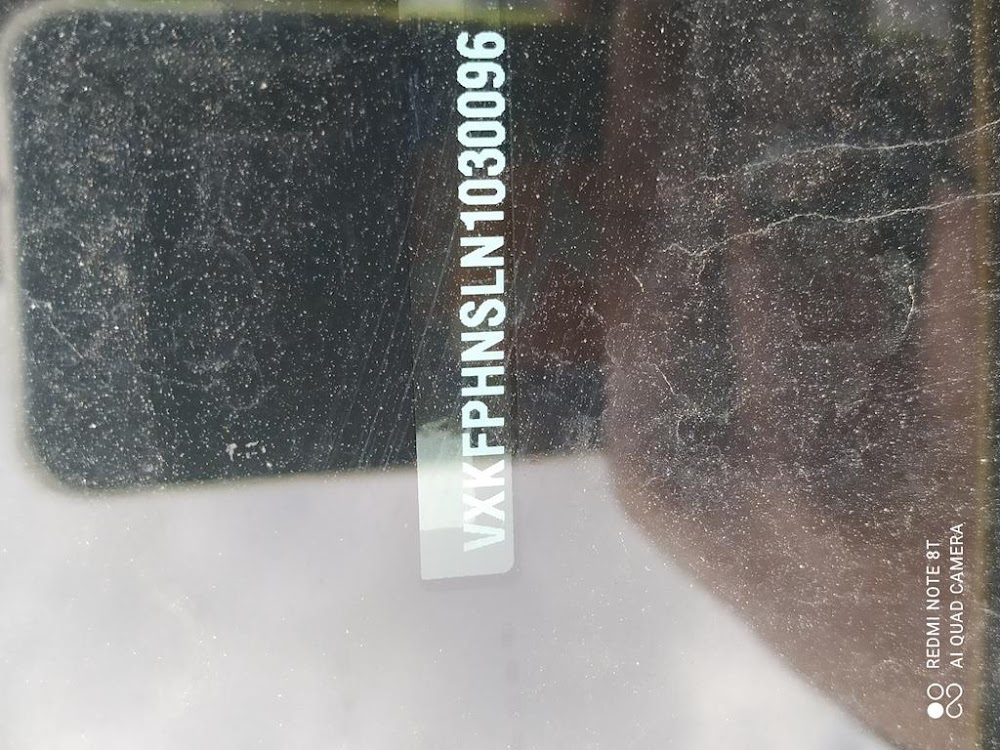 VXKFPHNSLN1030096
REDMI NOTE 8T
AI QUAD CAMERA